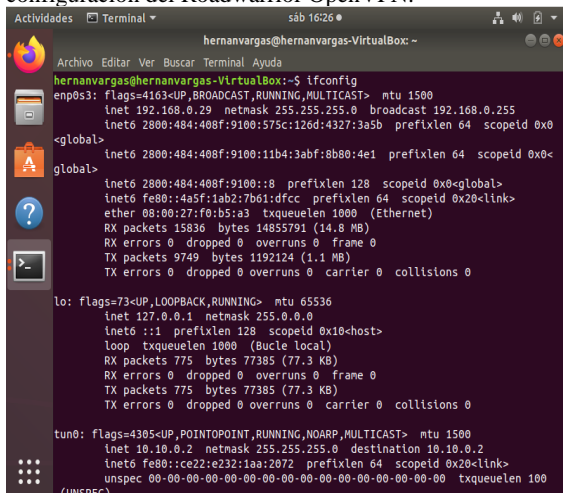 configuración del Roadwarrior OpenVPN.
Actividades Terminal ▾ sáb 16:26 ●
hernanvargas@hernanvargas-VirtualBox: ~
Archivo Editar Ver Buscar Terminal Ayuda
hernanvargas@hernanvargas-VirtualBox:~$ ifconfig
enp0s3: flags=4163<UP,BROADCAST,RUNNING,MULTICAST> mtu 1500
inet 192.168.0.29 netmask 255.255.255.0 broadcast 192.168.0.255
inet6 2800:484:408f:9100:575c:126d:4327:3a5b prefixlen 64 scopeid 0x0
<global>
inet6 2800:484:408f:9100:11b4:3abf:8b80:4e1 prefixlen 64 scopeid 0x0<
global>
inet6 2800:484:408f:9100::8 prefixlen 128 scopeid 0x0<global>
inet6 fe80::4a5f:1ab2:7b61:dfcc prefixlen 64 scopeid 0x20<link>
ether 08:00:27:f0:b5:a3 txqueuelen 1000 (Ethernet)
RX packets 15836 bytes 14855791 (14.8 MB)
RX errors 0 dropped 0 overruns 0 frame 0
TX packets 9749 bytes 1192124 (1.1 MB)
TX errors 0 dropped 0 overruns 0 carrier 0 collisions 0
lo: flags=73<UP,LOOPBACK,RUNNING> mtu 65536
inet 127.0.0.1 netmask 255.0.0.0
inet6 ::1 prefixlen 128 scopeid 0x10<host>
loop txqueuelen 1000 (Bucle local)
RX packets 775 bytes 77385 (77.3 KB)
RX errors 0 dropped 0 overruns 0 frame 0
TX packets 775 bytes 77385 (77.3 KB)
TX errors 0 dropped 0 overruns 0 carrier 0 collisions 0
tun0: flags=4305<UP,POINTOPOINT,RUNNING,NOARP,MULTICAST> mtu 1500
inet 10.10.0.2 netmask 255.255.255.0 destination 10.10.0.2
inet6 fe80::ce22:e232:1aa:2072 prefixlen 64 scopeid 0x20<link>
unspec 00-00-00-00-00-00-00-00-00-00-00-00-00-00-00-00 txqueuelen 100
(UNSPEC)